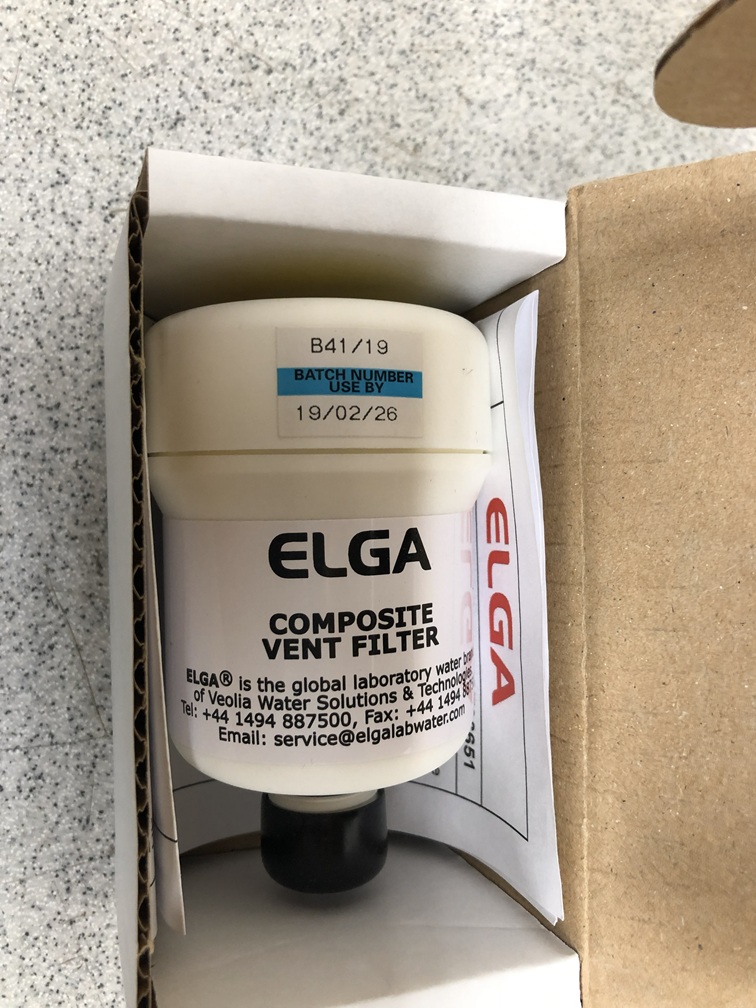 B41/19
BATCH NUMBER
USE BY
19/02/26
ELGA
COMPOSITE
VENT FILTER
ELGA® is the global laboratory water
of Veolia Water Solutions & Technologies
Tel: +44 1494 887500, Fax: +44 1494
Email: service@elgalabwater.com
ELGA